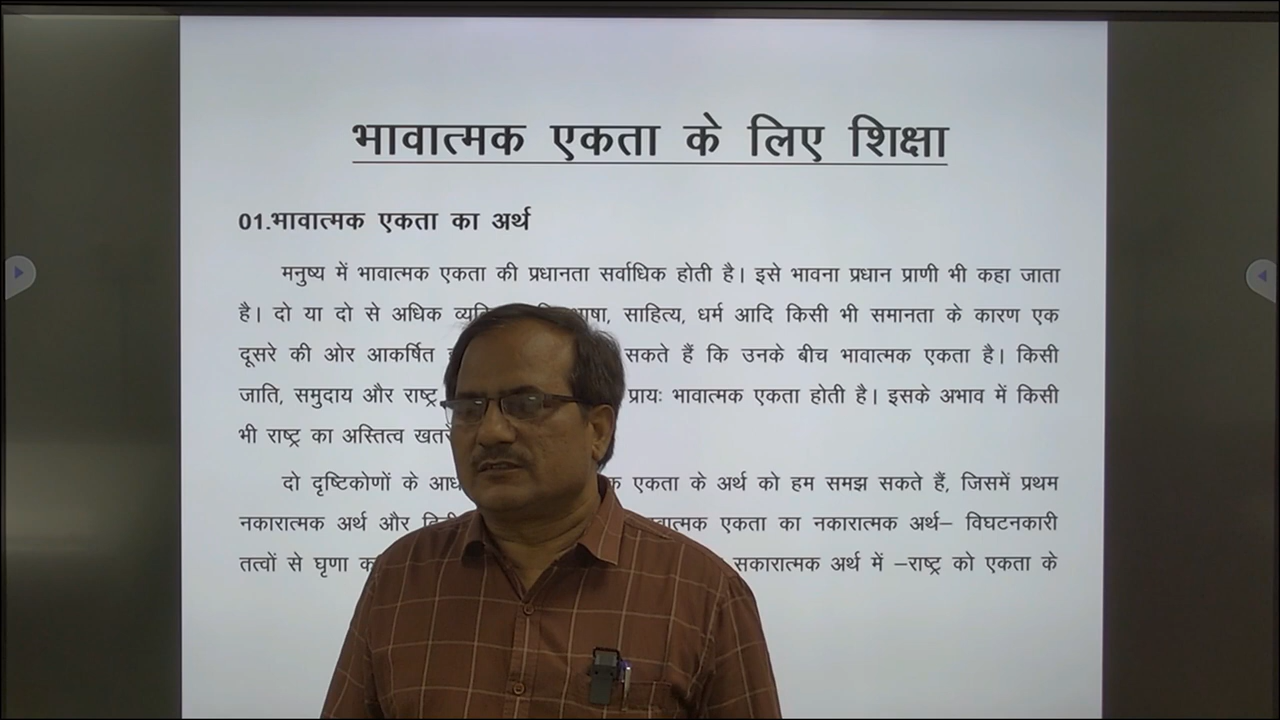 भावात्मक एकता के लिए शिक्षा
01.भावात्मक एकता का अर्थ
मनुष्य में भावात्मक एकता की प्रधानता सर्वाधिक होती है। इसे भावना प्रधान प्राणी भी कहा जाता
है। दो या दो से अधिक साहित्य, धर्म आदि किसी भी समानता के कारण एक
दूसरे की ओर आकर्षित सकते हैं कि उनके बीच भावात्मक एकता है। किसी
जाति, समुदाय और राष्ट्र प्रायः भावात्मक एकता होती है। इसके अभाव में किसी
भी राष्ट्र का अस्तित्व
दो दृष्टिकोणों के एकता के अर्थ को हम समझ सकते हैं, जिसमें प्रथम
नकारात्मक अर्थ और एकता का नकारात्मक अर्थ– विघटनकारी
तत्वों से घृणा सकारात्मक अर्थ में –राष्ट्र को एकता के